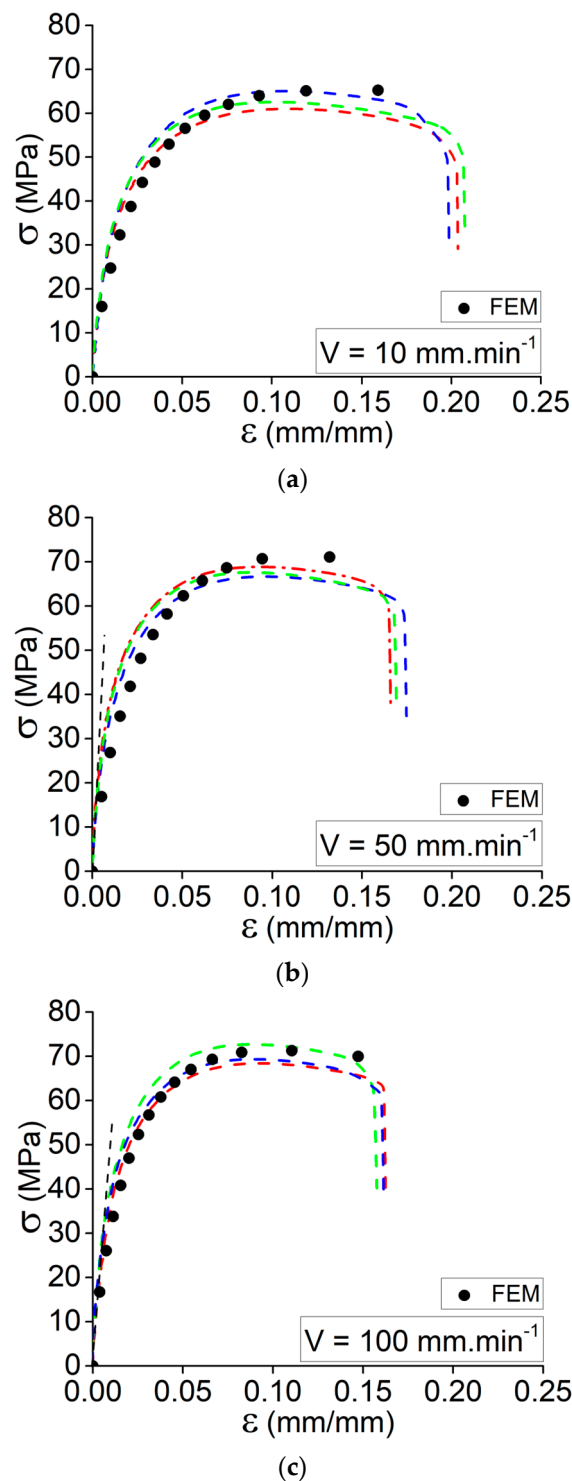 80
70
60
50
40
30
20
10
0
σ (MPa)
FEM
V = 10 mm.min⁻¹
0.00 0.05 0.10 0.15 0.20 0.25
ε (mm/mm)
(a)
80
70
60
50
40
30
20
10
0
σ (MPa)
FEM
V = 50 mm.min⁻¹
0.00 0.05 0.10 0.15 0.20 0.25
ε (mm/mm)
(b)
80
70
60
50
40
30
20
10
0
σ (MPa)
FEM
V = 100 mm.min⁻¹
0.00 0.05 0.10 0.15 0.20 0.25
ε (mm/mm)
(c)